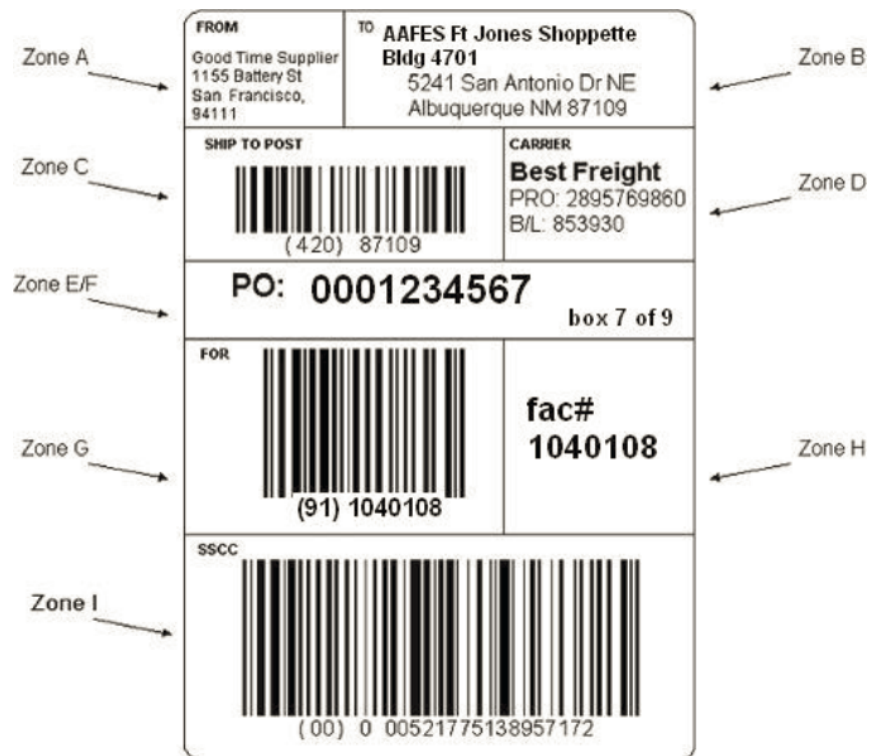 Zone A
FROM
Good Time Supplier
1155 Battery St
San Francisco,
94111
TO
AAFES Ft Jones Shoppette
Bldg 4701
5241 San Antonio Dr NE
Albuquerque NM 87109
Zone B
Zone C
SHIP TO POST
(420) 87109
CARRIER
Best Freight
PRO: 2895769860
B/L: 853930
Zone D
Zone E/F
PO: 0001234567
box 7 of 9
Zone G
FOR
(91) 1040108
fac#
1040108
Zone H
Zone I
SSCC
(00) 0 00521775138957172